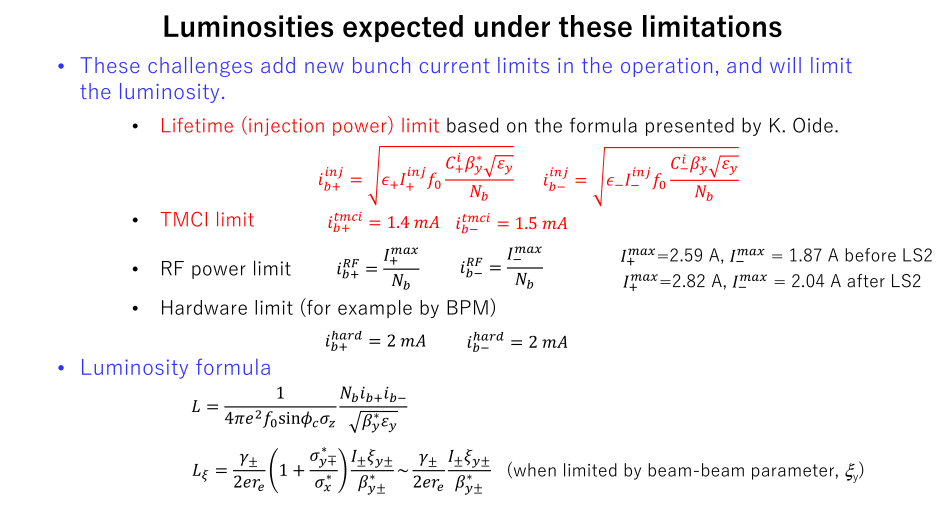 Luminosities expected under these limitations
• These challenges add new bunch current limits in the operation, and will limit
the luminosity.
• Lifetime (injection power) limit based on the formula presented by K. Oide.
$i_{b+}^{inj} = \sqrt{\epsilon_+ I_+^{inj} f_0 \frac{C_+^i \beta_y^* \sqrt{\varepsilon_y}}{N_b}}$ $i_{b-}^{inj} = \sqrt{\epsilon_- I_-^{inj} f_0 \frac{C_-^i \beta_y^* \sqrt{\varepsilon_y}}{N_b}}$
• TMCI limit $i_{b+}^{tmci} = 1.4\ mA$ $i_{b-}^{tmci} = 1.5\ mA$
• RF power limit $i_{b+}^{RF} = \frac{I_+^{max}}{N_b}$ $i_{b-}^{RF} = \frac{I_-^{max}}{N_b}$ $I_+^{max}$=2.59 A, $I_-^{max}$ = 1.87 A before LS2
$I_+^{max}$=2.82 A, $I_-^{max}$ = 2.04 A after LS2
• Hardware limit (for example by BPM)
$i_{b+}^{hard} = 2\ mA$ $i_{b-}^{hard} = 2\ mA$
• Luminosity formula
$L = \frac{1}{4\pi e^2 f_0 \sin\phi_c \sigma_z} \frac{N_b i_{b+} i_{b-}}{\sqrt{\beta_y^* \varepsilon_y}}$
$L_\xi = \frac{\gamma_\pm}{2er_e} \left(1 + \frac{\sigma_{y\mp}^*}{\sigma_x^*}\right) \frac{I_\pm \xi_{y\pm}}{\beta_{y\pm}^*} \sim \frac{\gamma_\pm}{2er_e} \frac{I_\pm \xi_{y\pm}}{\beta_{y\pm}^*}$ (when limited by beam-beam parameter, $\xi_y$)